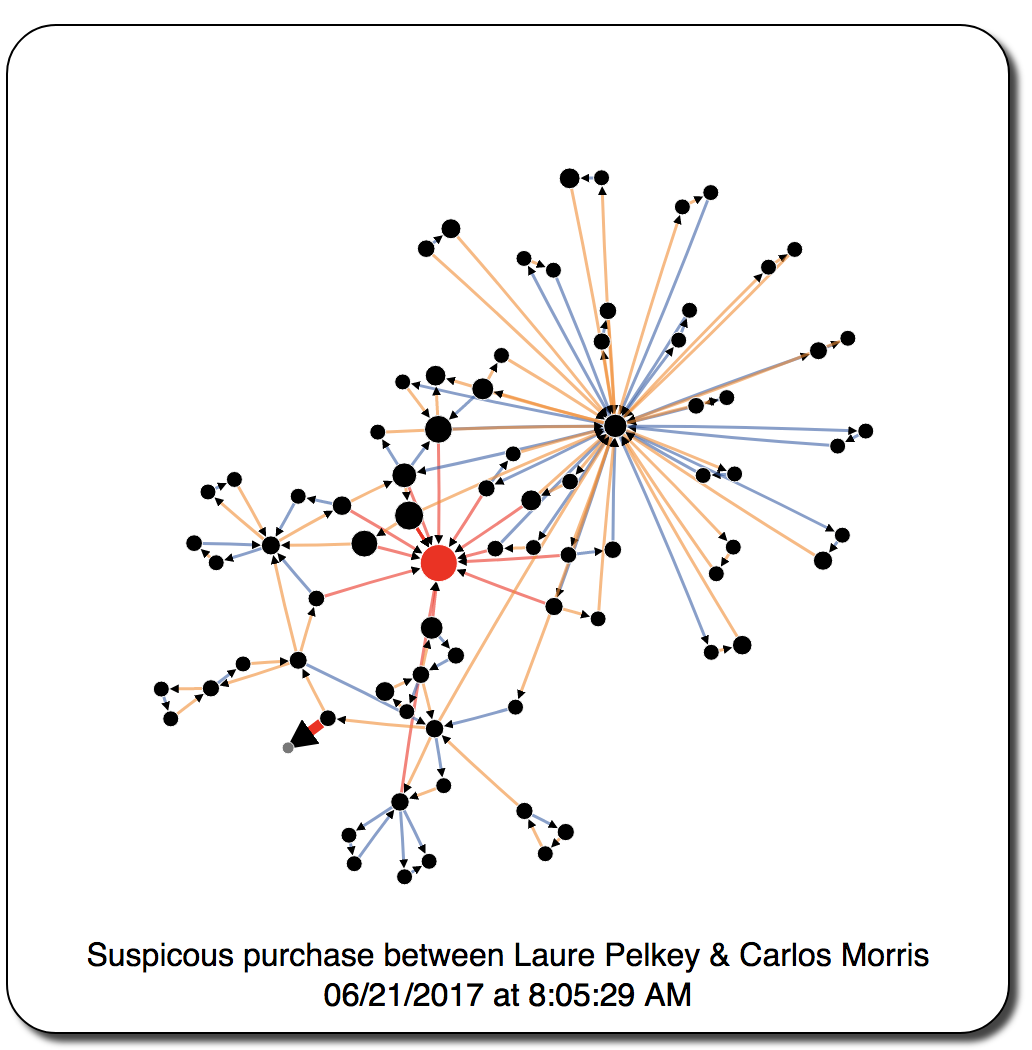 Suspicous purchase between Laure Pelkey & Carlos Morris
06/21/2017 at 8:05:29 AM